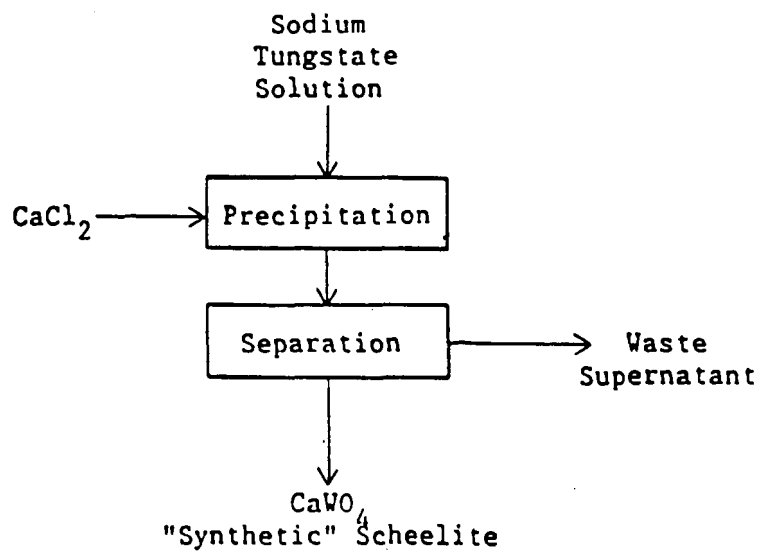 Sodium
Tungstate
Solution
CaCl₂
Precipitation
Separation
Waste
Supernatant
CaWO₄
"Synthetic" Scheelite